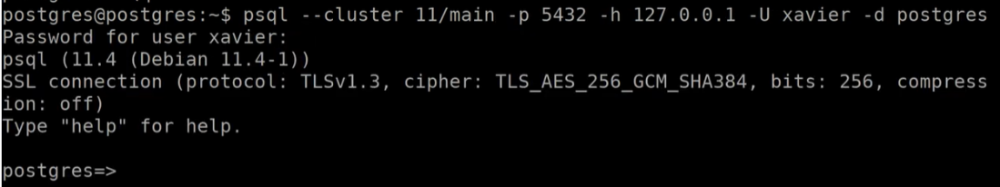 postgres@postgres:~$ psql --cluster 11/main -p 5432 -h 127.0.0.1 -U xavier -d postgres
Password for user xavier:
psql (11.4 (Debian 11.4-1))
SSL connection (protocol: TLSv1.3, cipher: TLS_AES_256_GCM_SHA384, bits: 256, compress
ion: off)
Type "help" for help.
postgres=>